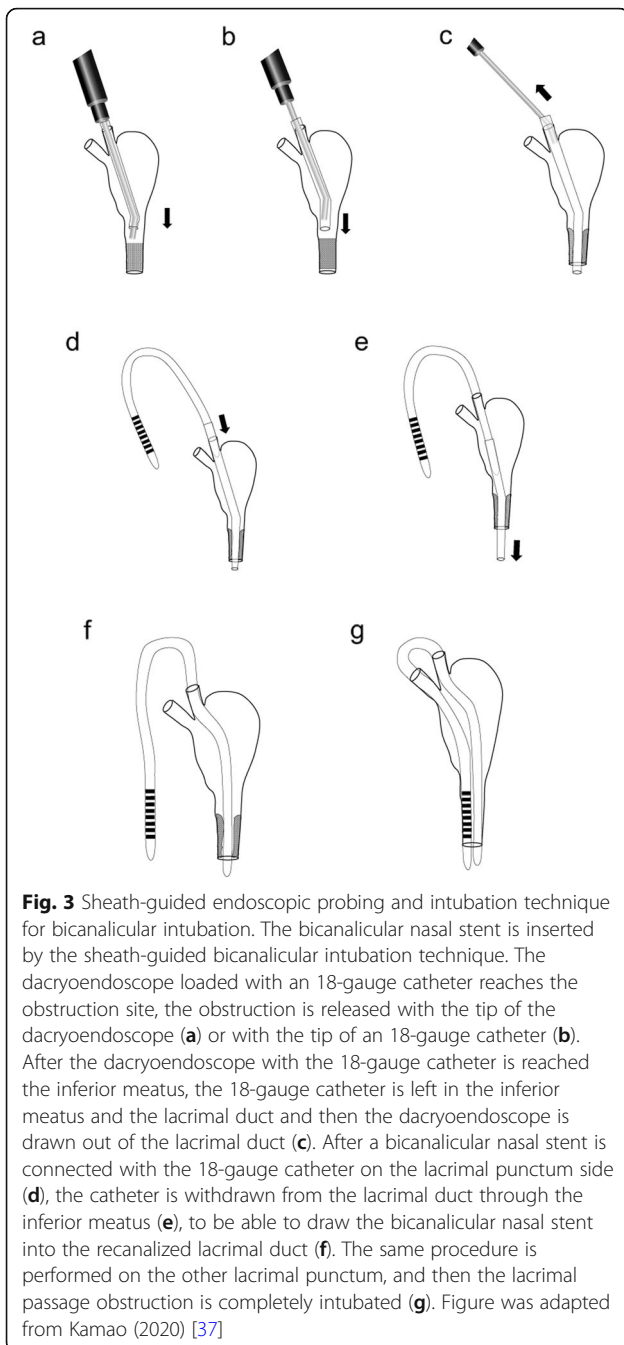 a
b
c
d
e
f
g
Fig. 3 Sheath-guided endoscopic probing and intubation technique
for bicanalicular intubation. The bicanalicular nasal stent is inserted
by the sheath-guided bicanalicular intubation technique. The
dacryoendoscope loaded with an 18-gauge catheter reaches the
obstruction site, the obstruction is released with the tip of the
dacryoendoscope (a) or with the tip of an 18-gauge catheter (b).
After the dacryoendoscope with the 18-gauge catheter is reached
the inferior meatus, the 18-gauge catheter is left in the inferior
meatus and the lacrimal duct and then the dacryoendoscope is
drawn out of the lacrimal duct (c). After a bicanalicular nasal stent is
connected with the 18-gauge catheter on the lacrimal punctum side
(d), the catheter is withdrawn from the lacrimal duct through the
inferior meatus (e), to be able to draw the bicanalicular nasal stent
into the recanalized lacrimal duct (f). The same procedure is
performed on the other lacrimal punctum, and then the lacrimal
passage obstruction is completely intubated (g). Figure was adapted
from Kamao (2020) [37]